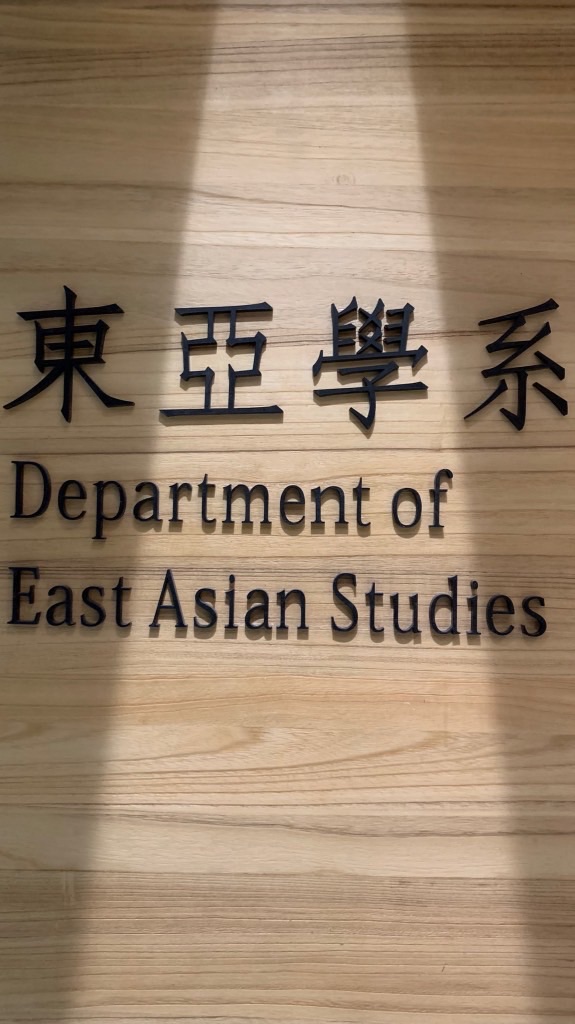 東亞學系
Department of
East Asian Studies